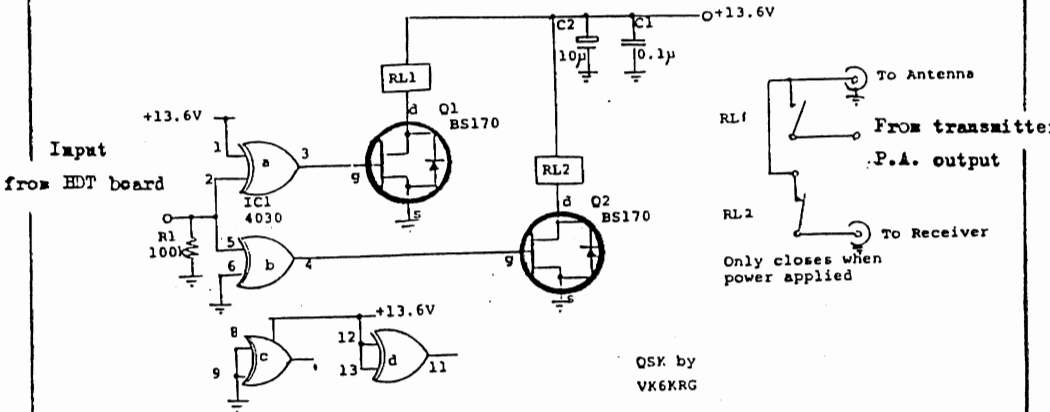 +13.6V
C2
C1
10µ
0.1µ
RL1
d
Q1
BS170
+13.6V
1
a
3
2
g
s
IC1
4030
Input
from HDT board
R1
100k
5
6
b
4
RL2
d
Q2
BS170
g
s
+13.6V
8
c
9
12
13
d
11
To Antenna
RL1
From transmitter
P.A. output
RL2
To Receiver
Only closes when
power applied
QSK by
VK6KRG